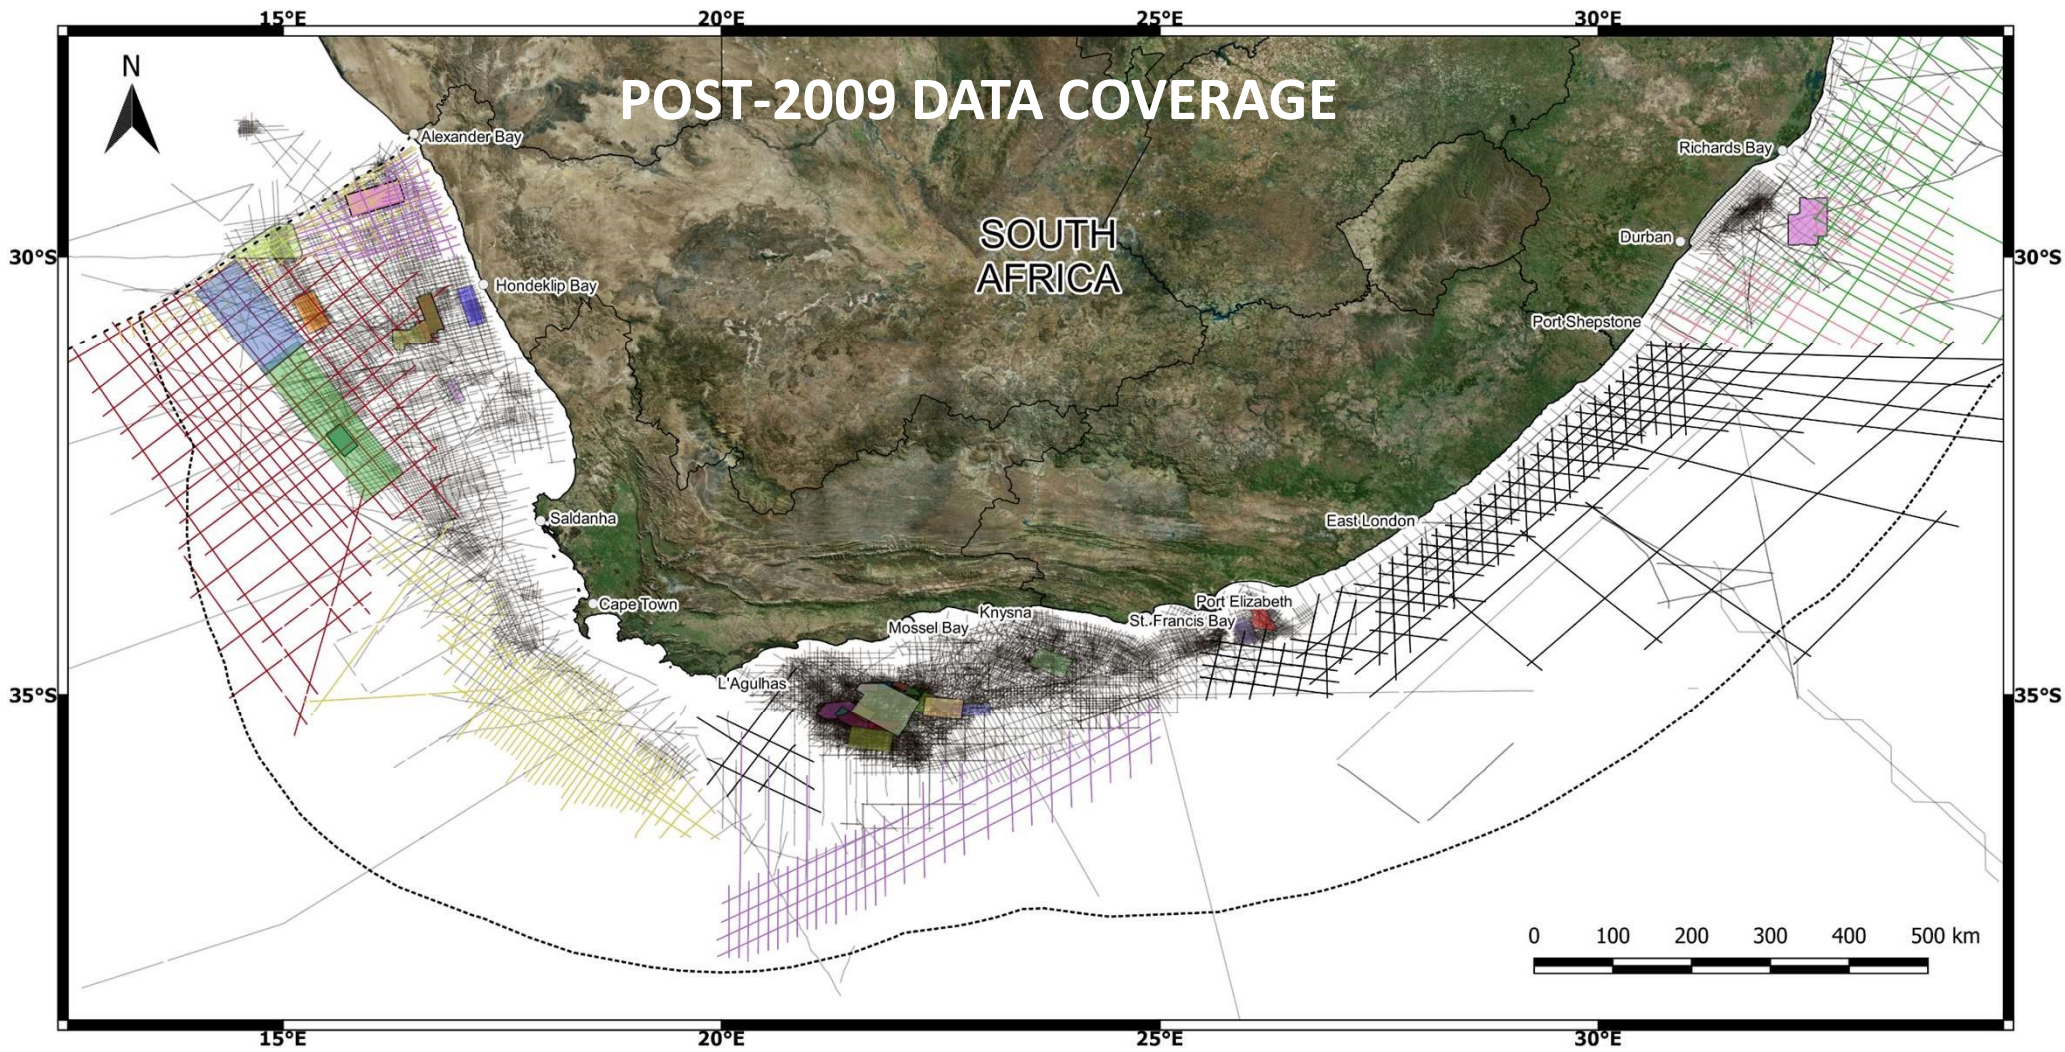 15°E 20°E 25°E 30°E
N
POST-2009 DATA COVERAGE
Alexander Bay
Richards Bay
SOUTH
AFRICA
Durban
30°S 30°S
Hondeklip Bay
Port Shepstone
Saldanha
East London
Cape Town
Port Elizabeth
Knysna
St. Francis Bay
Mossel Bay
L'Agulhas
35°S 35°S
0 100 200 300 400 500 km
15°E 20°E 25°E 30°E